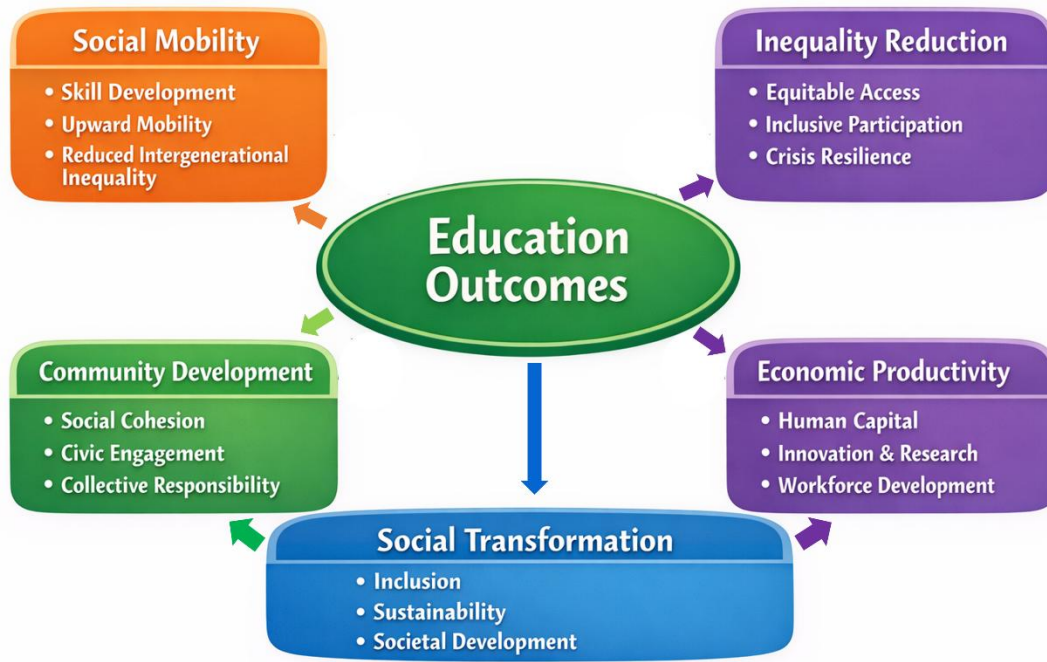 Social Mobility
• Skill Development
• Upward Mobility
• Reduced Intergenerational
Inequality
Inequality Reduction
• Equitable Access
• Inclusive Participation
• Crisis Resilience
Education
Outcomes
Community Development
• Social Cohesion
• Civic Engagement
• Collective Responsibility
Economic Productivity
• Human Capital
• Innovation & Research
• Workforce Development
Social Transformation
• Inclusion
• Sustainability
• Societal Development